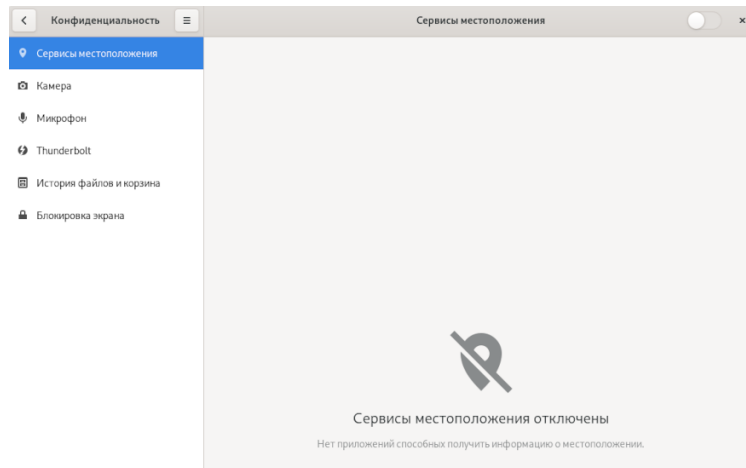 Конфиденциальность
Сервисы местоположения
Сервисы местоположения
Камера
Микрофон
Thunderbolt
История файлов и корзина
Блокировка экрана
Сервисы местоположения отключены
Нет приложений способных получить информацию о местоположении.